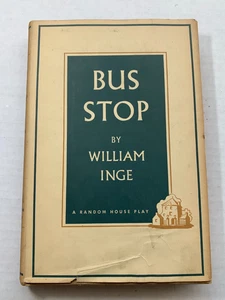 BUS
STOP
BY
WILLIAM
INGE
A RANDOM HOUSE PLAY